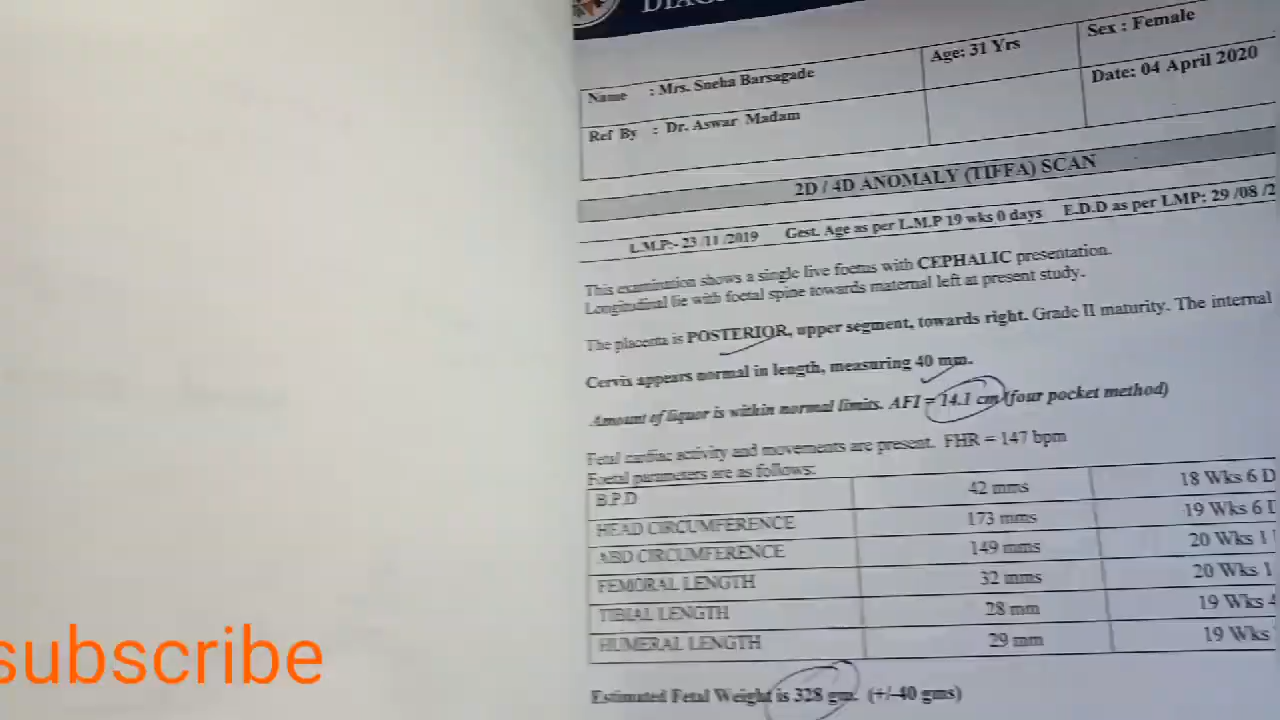 Name : Mrs. Sneha Barsagade
Age: 31 Yrs
Sex : Female
Ref By : Dr. Aswar Madam
Date: 04 April 2020
2D / 4D ANOMALY (TIFFA) SCAN
L.M.P:- 23 /11 /2019 Gest. Age as per L.M.P 19 wks 0 days E.D.D as per LMP: 29 /08 /2
This examination shows a single live foetus with CEPHALIC presentation.
Longitudinal lie with foetal spine towards maternal left at present study.
The placenta is POSTERIOR, upper segment, towards right. Grade II maturity. The internal
Cervix appears normal in length, measuring 40 mm.
Amount of liquor is within normal limits. AFI = 14.1 cm (four pocket method)
Fetal cardiac activity and movements are present. FHR = 147 bpm
Foetal parameters are as follows:
B.P.D 42 mms 18 Wks 6 D
HEAD CIRCUMFERENCE 173 mms 19 Wks 6 D
ABD CIRCUMFERENCE 149 mms 20 Wks 1
FEMORAL LENGTH 32 mms 20 Wks 1
TIBIAL LENGTH 28 mm 19 Wks 4
HUMERAL LENGTH 29 mm 19 Wks
Estimated Fetal Weight is 328 gm. (+/-40 gms)
subscribe